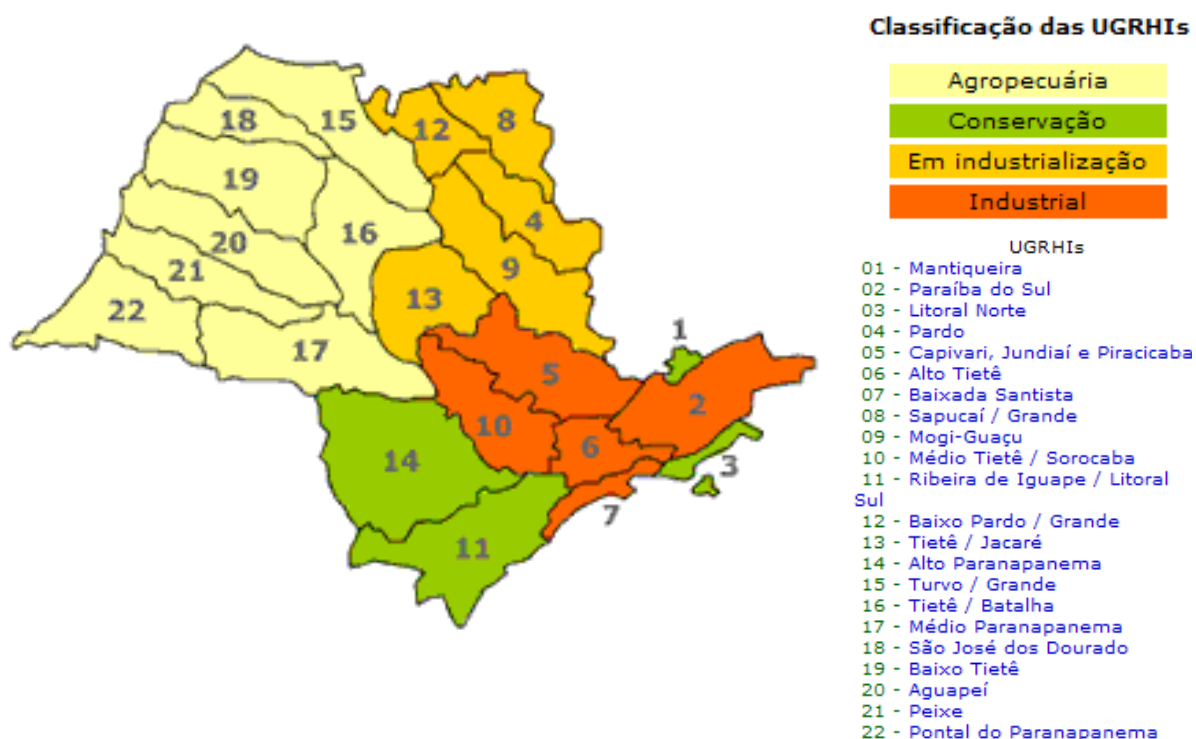 Classificação das UGRHIs
Agropecuária
Conservação
Em industrialização
Industrial
UGRHIs
01 - Mantiqueira
02 - Paraíba do Sul
03 - Litoral Norte
04 - Pardo
05 - Capivari, Jundiaí e Piracicaba
06 - Alto Tietê
07 - Baixada Santista
08 - Sapucaí / Grande
09 - Mogi-Guaçu
10 - Médio Tietê / Sorocaba
11 - Ribeira de Iguape / Litoral
Sul
12 - Baixo Pardo / Grande
13 - Tietê / Jacaré
14 - Alto Paranapanema
15 - Turvo / Grande
16 - Tietê / Batalha
17 - Médio Paranapanema
18 - São José dos Dourado
19 - Baixo Tietê
20 - Aguapeí
21 - Peixe
22 - Pontal do Paranapanema
18
15
12
8
19
16
4
20
9
21
13
22
17
1
5
2
10
6
14
3
7
11